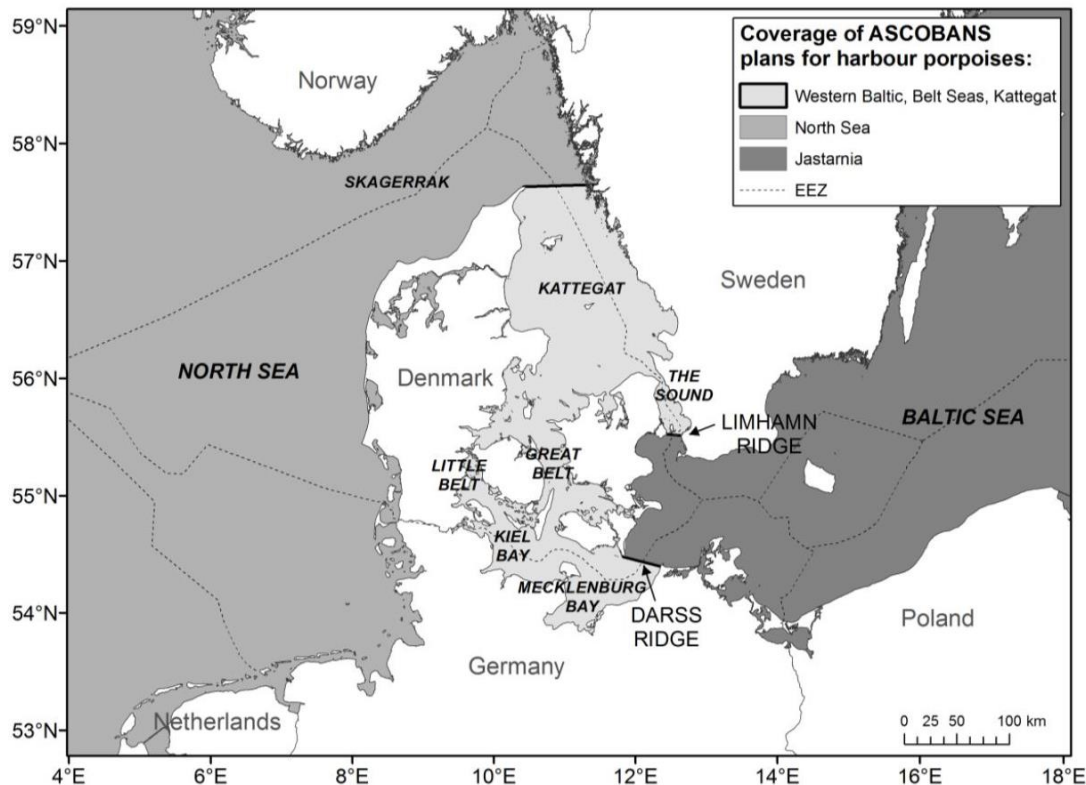 59°N
58°N
57°N
56°N
55°N
54°N
53°N
4°E
6°E
8°E
10°E
12°E
14°E
16°E
18°E
Coverage of ASCOBANS
plans for harbour porpoises:
Western Baltic, Belt Seas, Kattegat
North Sea
Jastarnia
EEZ
Norway
SKAGERRAK
KATTEGAT
Sweden
NORTH SEA
Denmark
THE
SOUND
LIMHAMN
RIDGE
BALTIC SEA
LITTLE
BELT
GREAT
BELT
KIEL
BAY
MECKLENBURG
BAY
DARSS
RIDGE
Poland
Germany
Netherlands
0 25 50 100 km